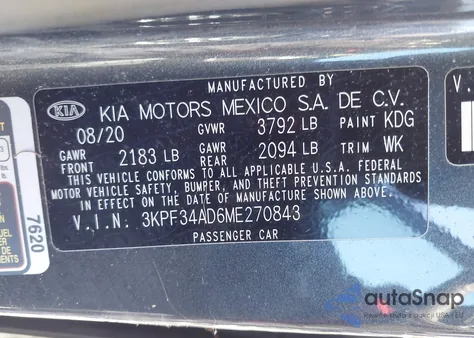 MANUFACTURED BY
KIA KIA MOTORS MEXICO S.A. DE C.V.
08/20 GVWR 3792 LB PAINT KDG
GAWR FRONT 2183 LB GAWR REAR 2094 LB TRIM WK
THIS VEHICLE CONFORMS TO ALL APPLICABLE U.S.A. FEDERAL
MOTOR VEHICLE SAFETY, BUMPER, AND THEFT PREVENTION STANDARDS
IN EFFECT ON THE DATE OF MANUFACTURE SHOWN ABOVE.
V.I.N. : 3KPF34AD6ME270843
PASSENGER CAR
7620
autoSnap